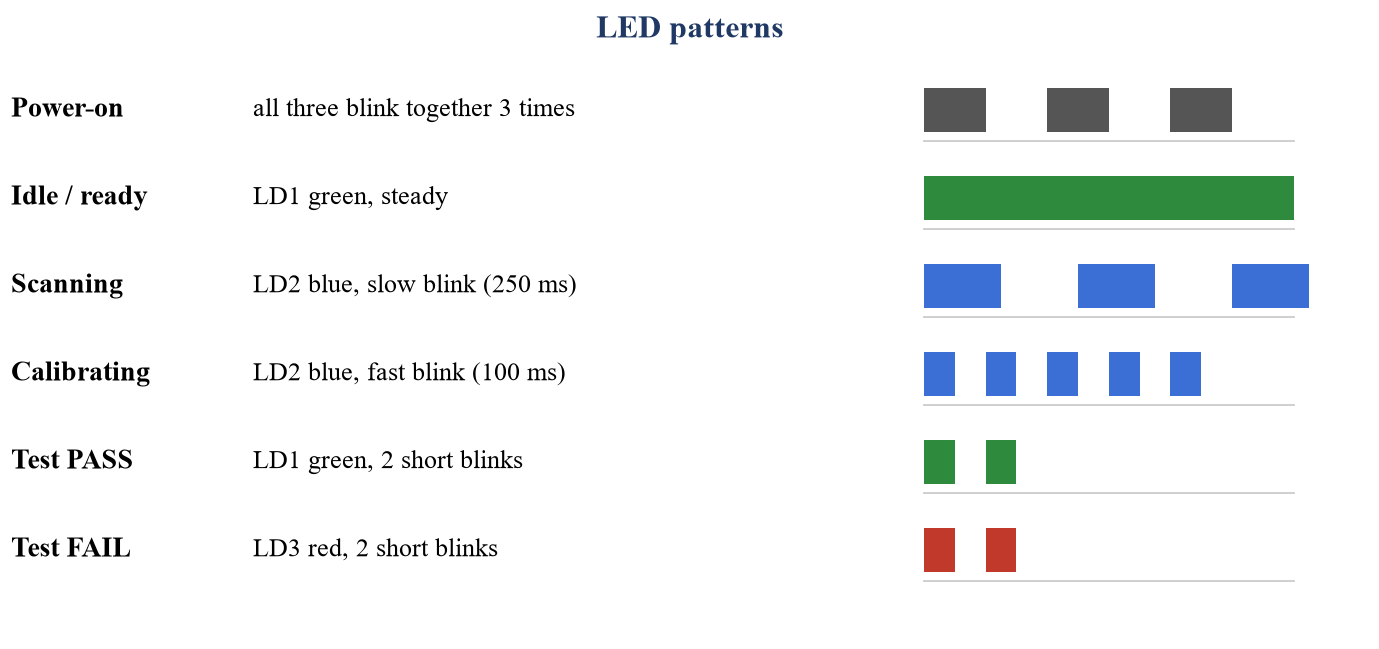 LED patterns
Power-on all three blink together 3 times
Idle / ready LD1 green, steady
Scanning LD2 blue, slow blink (250 ms)
Calibrating LD2 blue, fast blink (100 ms)
Test PASS LD1 green, 2 short blinks
Test FAIL LD3 red, 2 short blinks